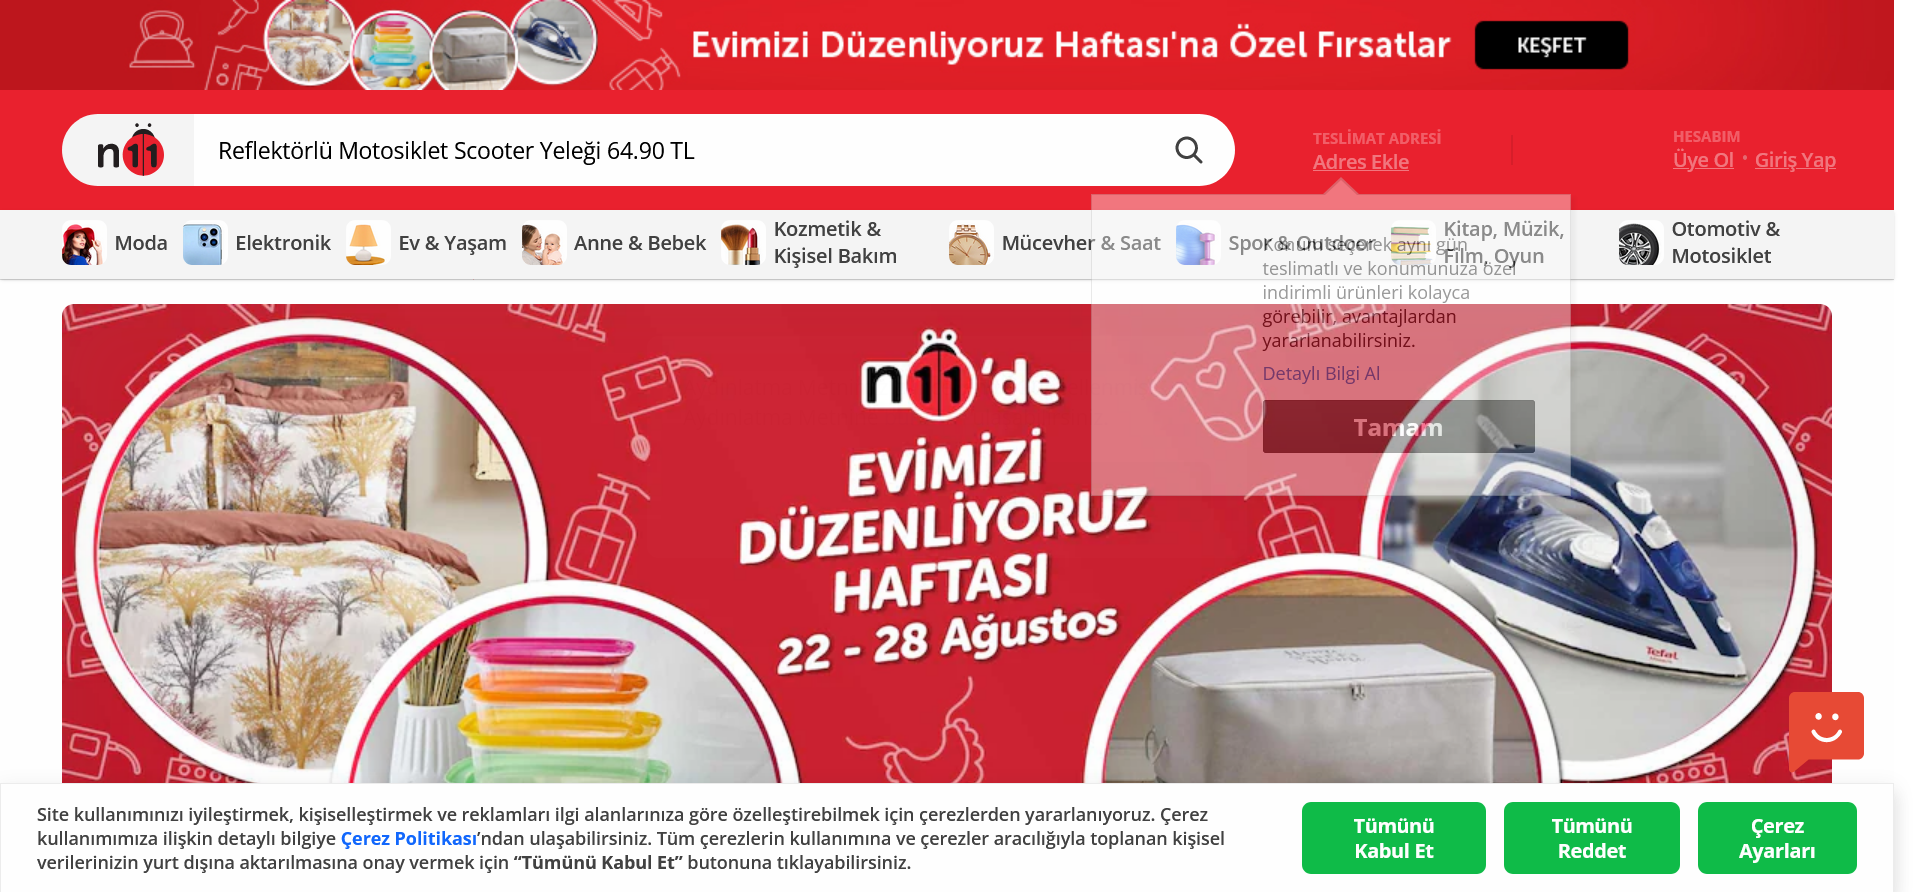 Evimizi Düzenliyoruz Haftası'na Özel Fırsatlar
KEŞFET
n11
Reflektörlü Motosiklet Scooter Yeleği 64.90 TL
TESLİMAT ADRESİ
Adres Ekle
HESABIM
Üye Ol • Giriş Yap
Moda
Elektronik
Ev & Yaşam
Anne & Bebek
Kozmetik &
Kişisel Bakım
Mücevher & Saat
Spor & Outdoor
Kitap, Müzik,
Film, Oyun
Otomotiv &
Motosiklet
Konum seçerek aynı gün
teslimatlı ve konumunuza özel
indirimli ürünleri kolayca
görebilir, avantajlardan
yararlanabilirsiniz.
Detaylı Bilgi Al
Tamam
n11'de
EVİMİZİ
DÜZENLİYORUZ
HAFTASI
22 - 28 Ağustos
Tefal
Site kullanımınızı iyileştirmek, kişiselleştirmek ve reklamları ilgi alanlarınıza göre özelleştirebilmek için çerezlerden yararlanıyoruz. Çerez
kullanımımıza ilişkin detaylı bilgiye Çerez Politikası’ndan ulaşabilirsiniz. Tüm çerezlerin kullanımına ve çerezler aracılığıyla toplanan kişisel
verilerinizin yurt dışına aktarılmasına onay vermek için “Tümünü Kabul Et” butonuna tıklayabilirsiniz.
Tümünü
Kabul Et
Tümünü
Reddet
Çerez
Ayarları